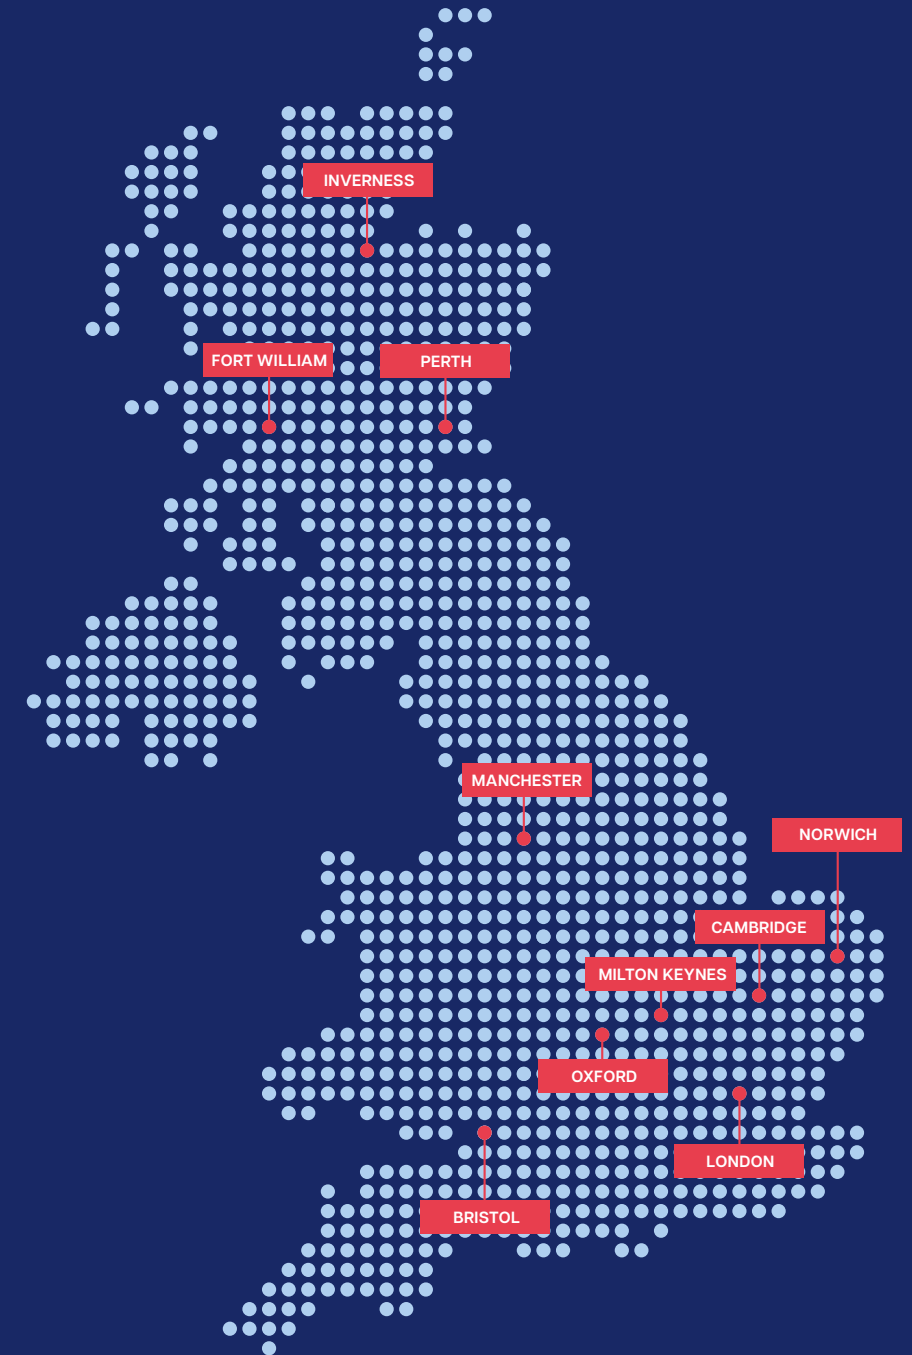 INVERNESS
FORT WILLIAM
PERTH
MANCHESTER
NORWICH
CAMBRIDGE
MILTON KEYNES
OXFORD
LONDON
BRISTOL